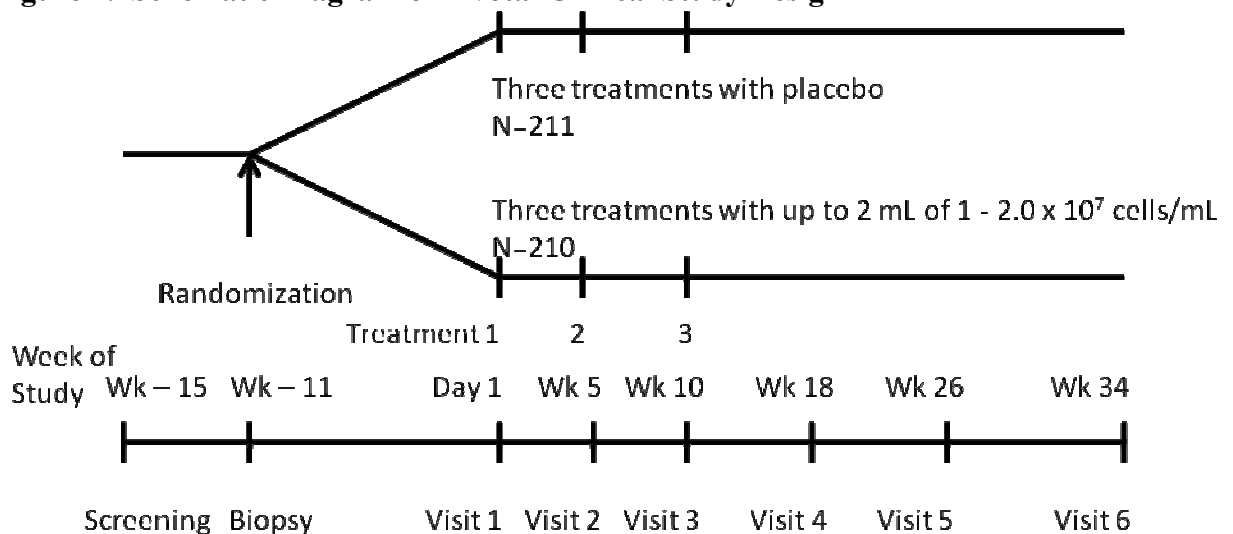 Three treatments with placebo
N=211
Three treatments with up to 2 mL of 1 - 2.0 x 10⁷ cells/mL
N=210
Randomization
Treatment 1 2 3
Week of
Study Wk – 15 Wk – 11 Day 1 Wk 5 Wk 10 Wk 18 Wk 26 Wk 34
Screening Biopsy Visit 1 Visit 2 Visit 3 Visit 4 Visit 5 Visit 6